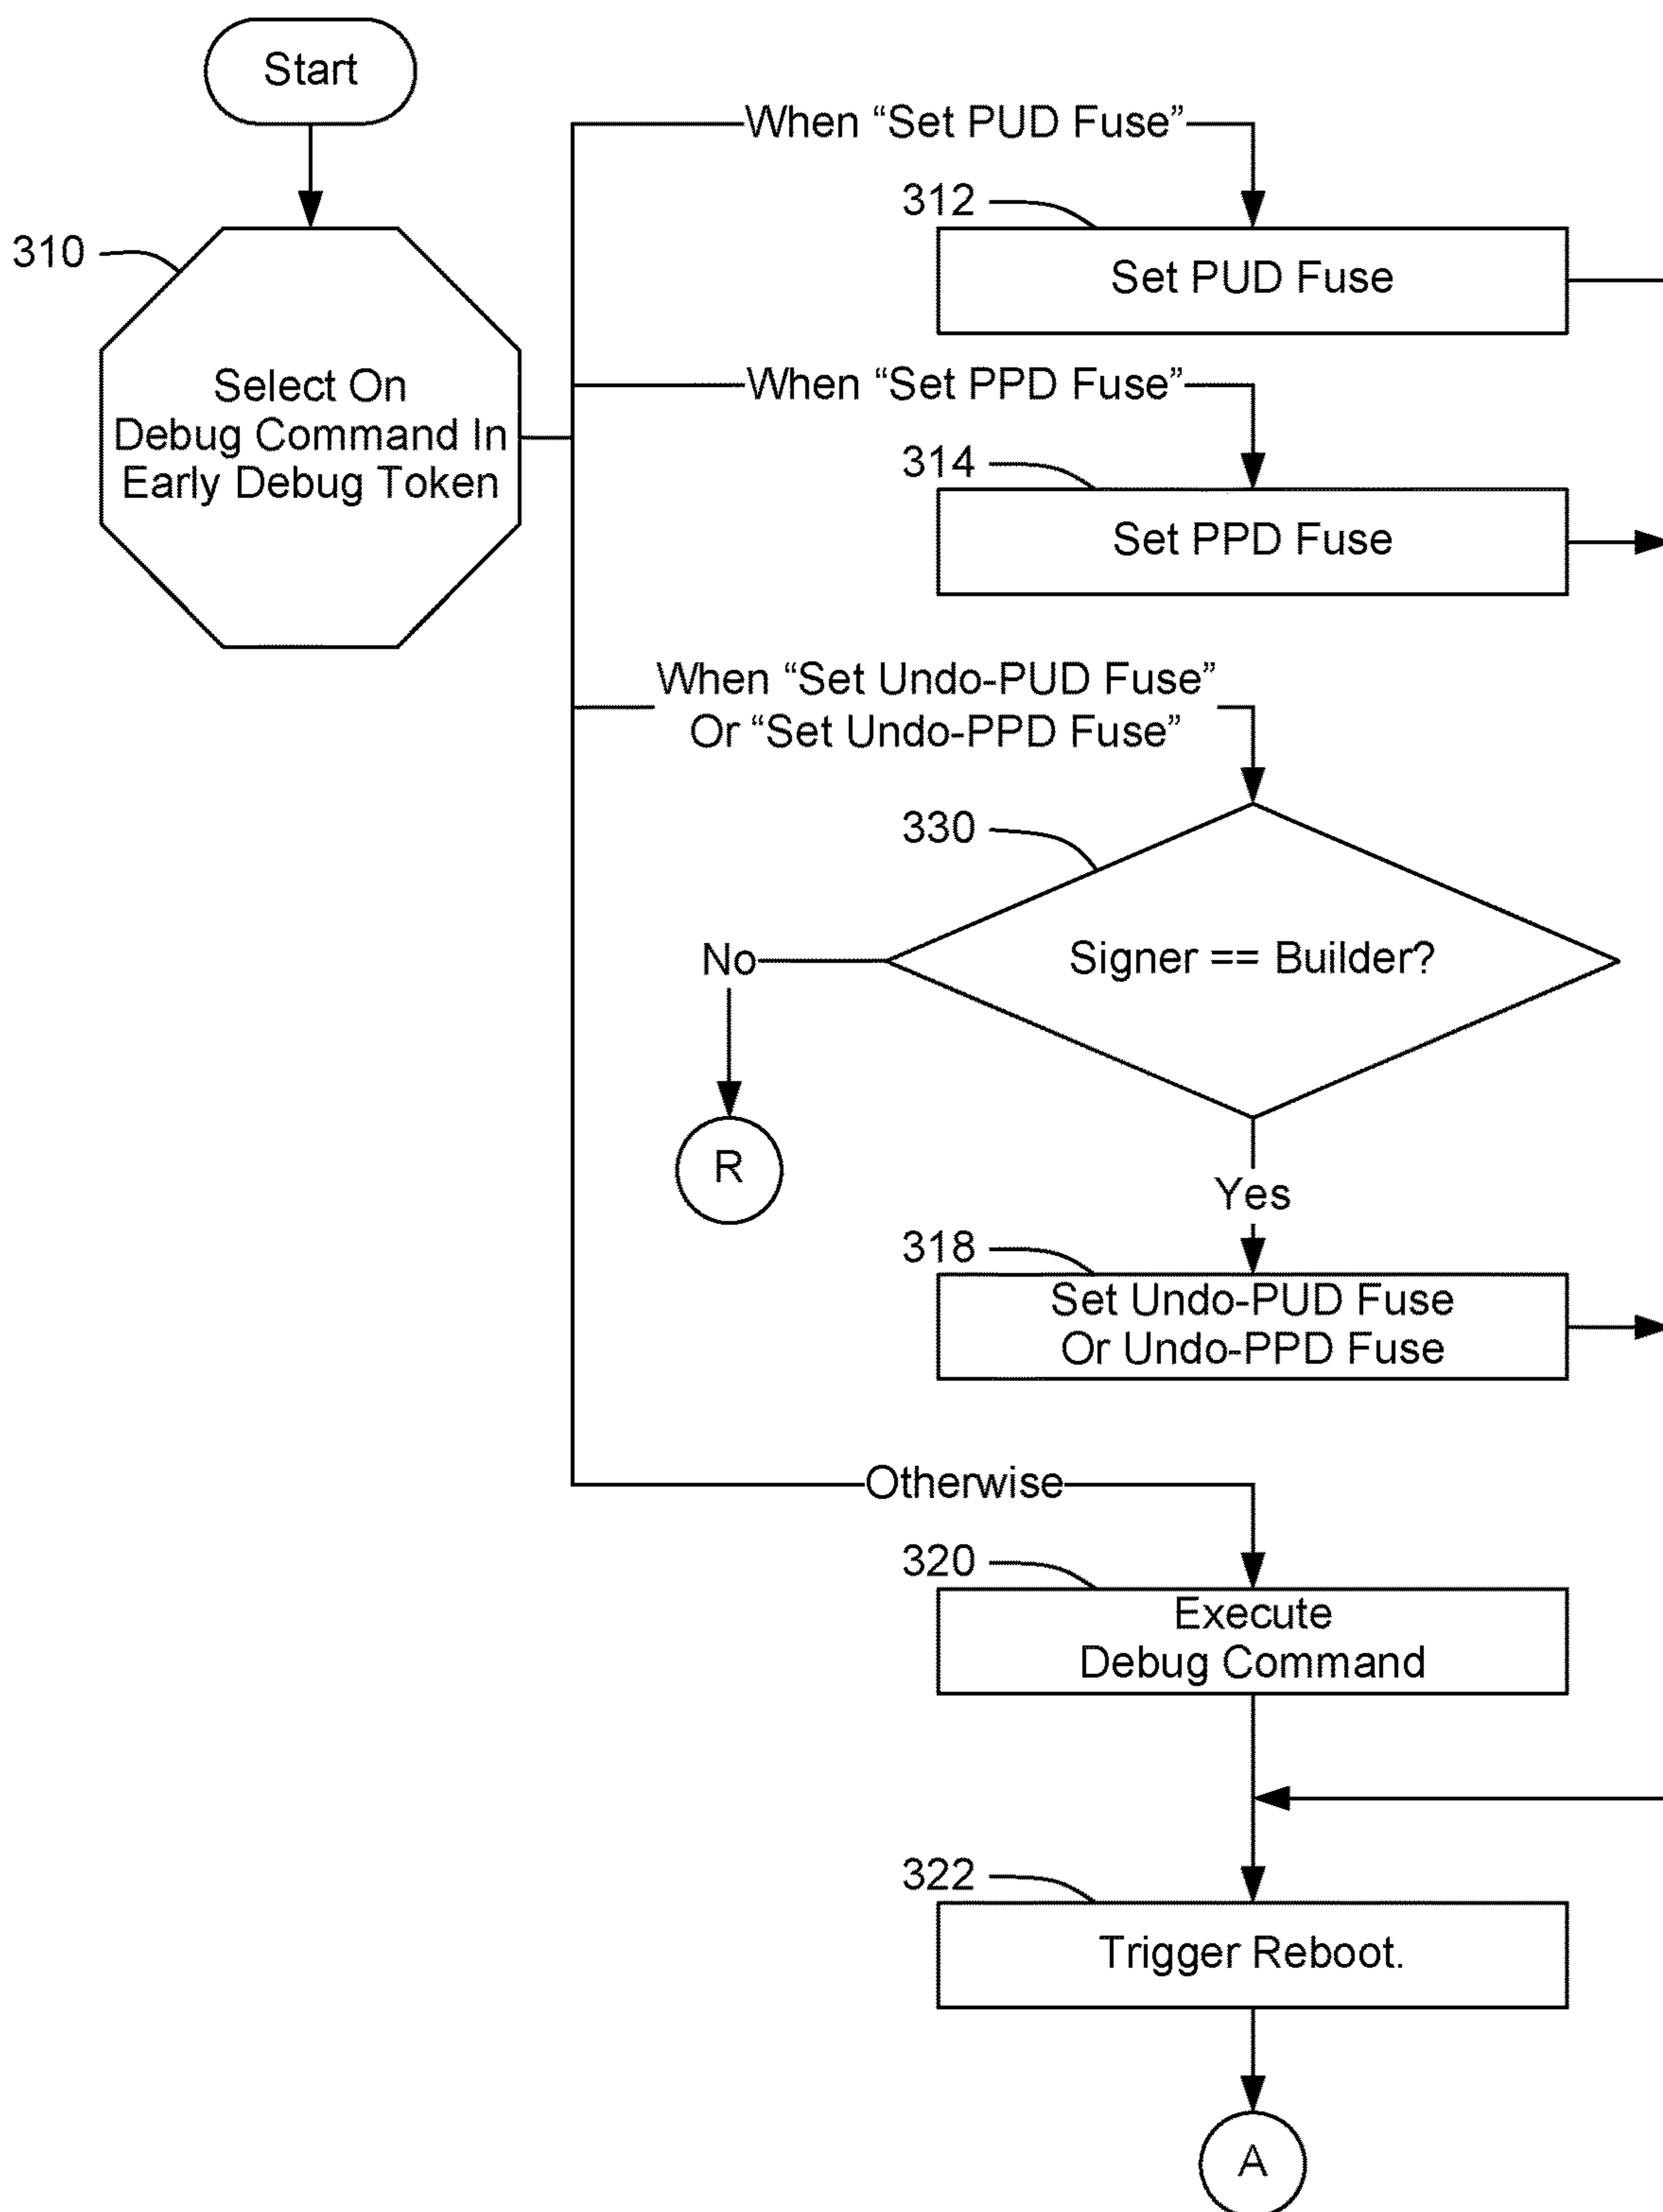 Start
When “Set PUD Fuse”
312
310
Set PUD Fuse
Select On
Debug Command In
Early Debug Token
When “Set PPD Fuse”
314
Set PPD Fuse
When “Set Undo-PUD Fuse”
Or “Set Undo-PPD Fuse”
330
Signer == Builder?
No
R
Yes
318
Set Undo-PUD Fuse
Or Undo-PPD Fuse
Otherwise
320
Execute
Debug Command
322
Trigger Reboot.
A